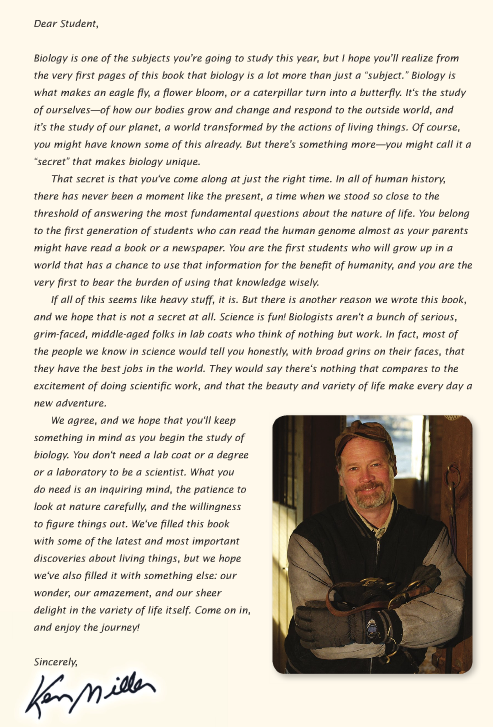 Dear Student,
Biology is one of the subjects you're going to study this year, but I hope you'll realize from
the very first pages of this book that biology is a lot more than just a "subject." Biology is
what makes an eagle fly, a flower bloom, or a caterpillar turn into a butterfly. It's the study
of ourselves—of how our bodies grow and change and respond to the outside world, and
it's the study of our planet, a world transformed by the actions of living things. Of course,
you might have known some of this already. But there's something more—you might call it a
"secret" that makes biology unique.
That secret is that you've come along at just the right time. In all of human history,
there has never been a moment like the present, a time when we stood so close to the
threshold of answering the most fundamental questions about the nature of life. You belong
to the first generation of students who can read the human genome almost as your parents
might have read a book or a newspaper. You are the first students who will grow up in a
world that has a chance to use that information for the benefit of humanity, and you are the
very first to bear the burden of using that knowledge wisely.
If all of this seems like heavy stuff, it is. But there is another reason we wrote this book,
and we hope that is not a secret at all. Science is fun! Biologists aren't a bunch of serious,
grim-faced, middle-aged folks in lab coats who think of nothing but work. In fact, most of
the people we know in science would tell you honestly, with broad grins on their faces, that
they have the best jobs in the world. They would say there's nothing that compares to the
excitement of doing scientific work, and that the beauty and variety of life make every day a
new adventure.
We agree, and we hope that you'll keep
something in mind as you begin the study of
biology. You don't need a lab coat or a degree
or a laboratory to be a scientist. What you
do need is an inquiring mind, the patience to
look at nature carefully, and the willingness
to figure things out. We've filled this book
with some of the latest and most important
discoveries about living things, but we hope
we've also filled it with something else: our
wonder, our amazement, and our sheer
delight in the variety of life itself. Come on in,
and enjoy the journey!
Sincerely,
Ken Miller